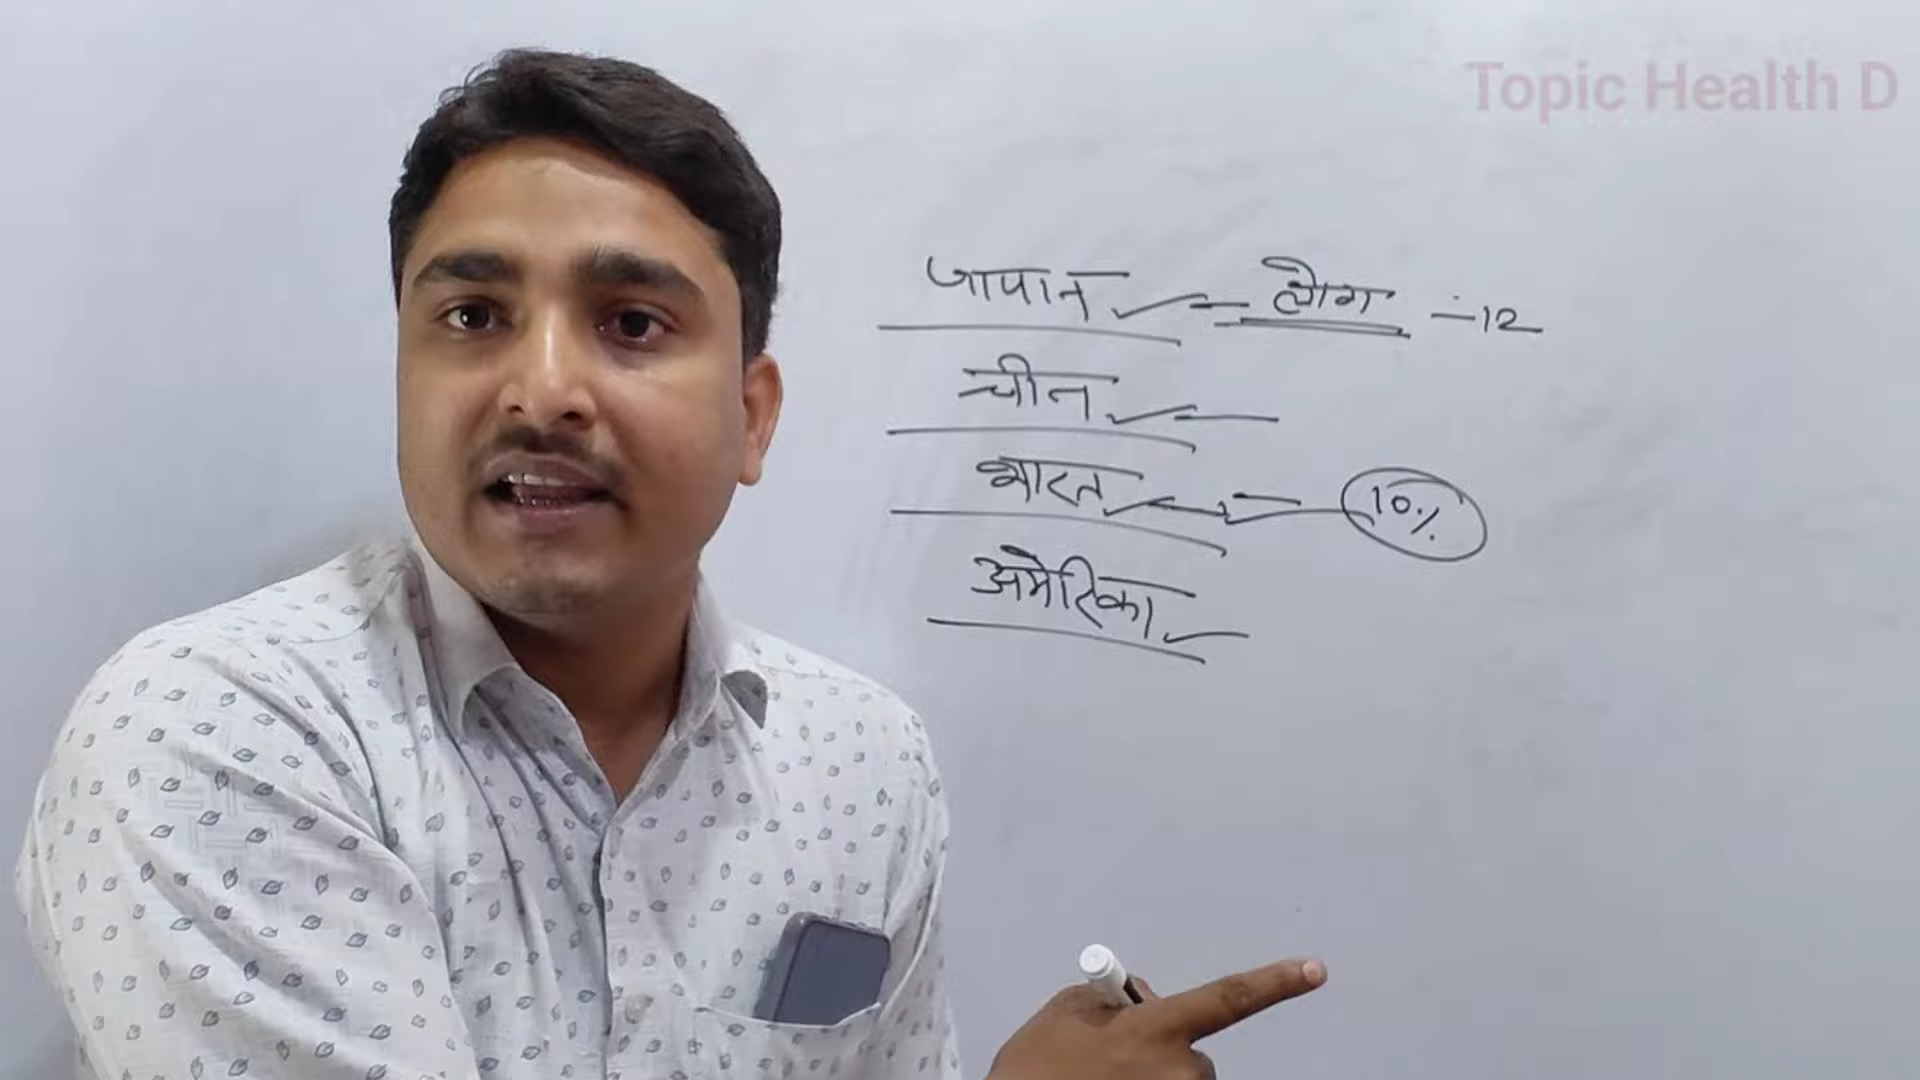 Topic Health D
जापान - लोग - 12
चीन -
भारत - 10%
अमेरिका